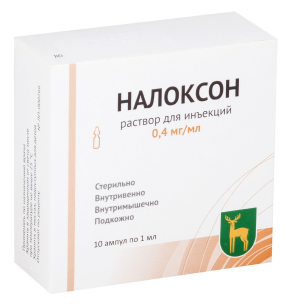 НАЛОКСОН
раствор для инъекций
0,4 мг/мл
Стерильно
Внутривенно
Внутримышечно
Подкожно
10 ампул по 1 мл